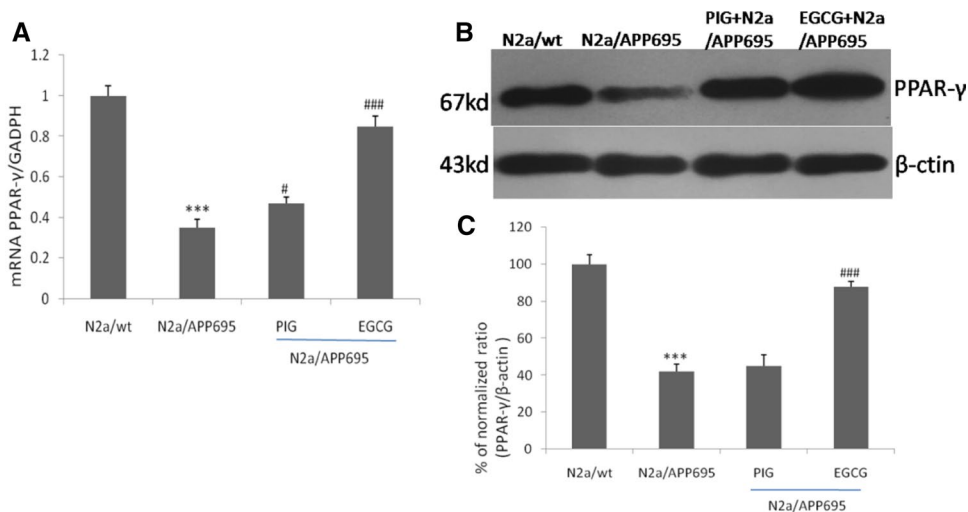 A
mRNA PPAR-γ/GADPH
1.2
1
0.8
0.6
0.4
0.2
0
***
#
###
N2a/wt
N2a/APP695
PIG
EGCG
N2a/APP695
B
N2a/wt
N2a/APP695
PIG+N2a
/APP695
EGCG+N2a
/APP695
67kd
PPAR-γ
43kd
β-ctin
C
% of normalized ratio
(PPAR-γ/β-actin)
120
100
80
60
40
20
0
***
###
N2a/wt
N2a/APP695
PIG
EGCG
N2a/APP695